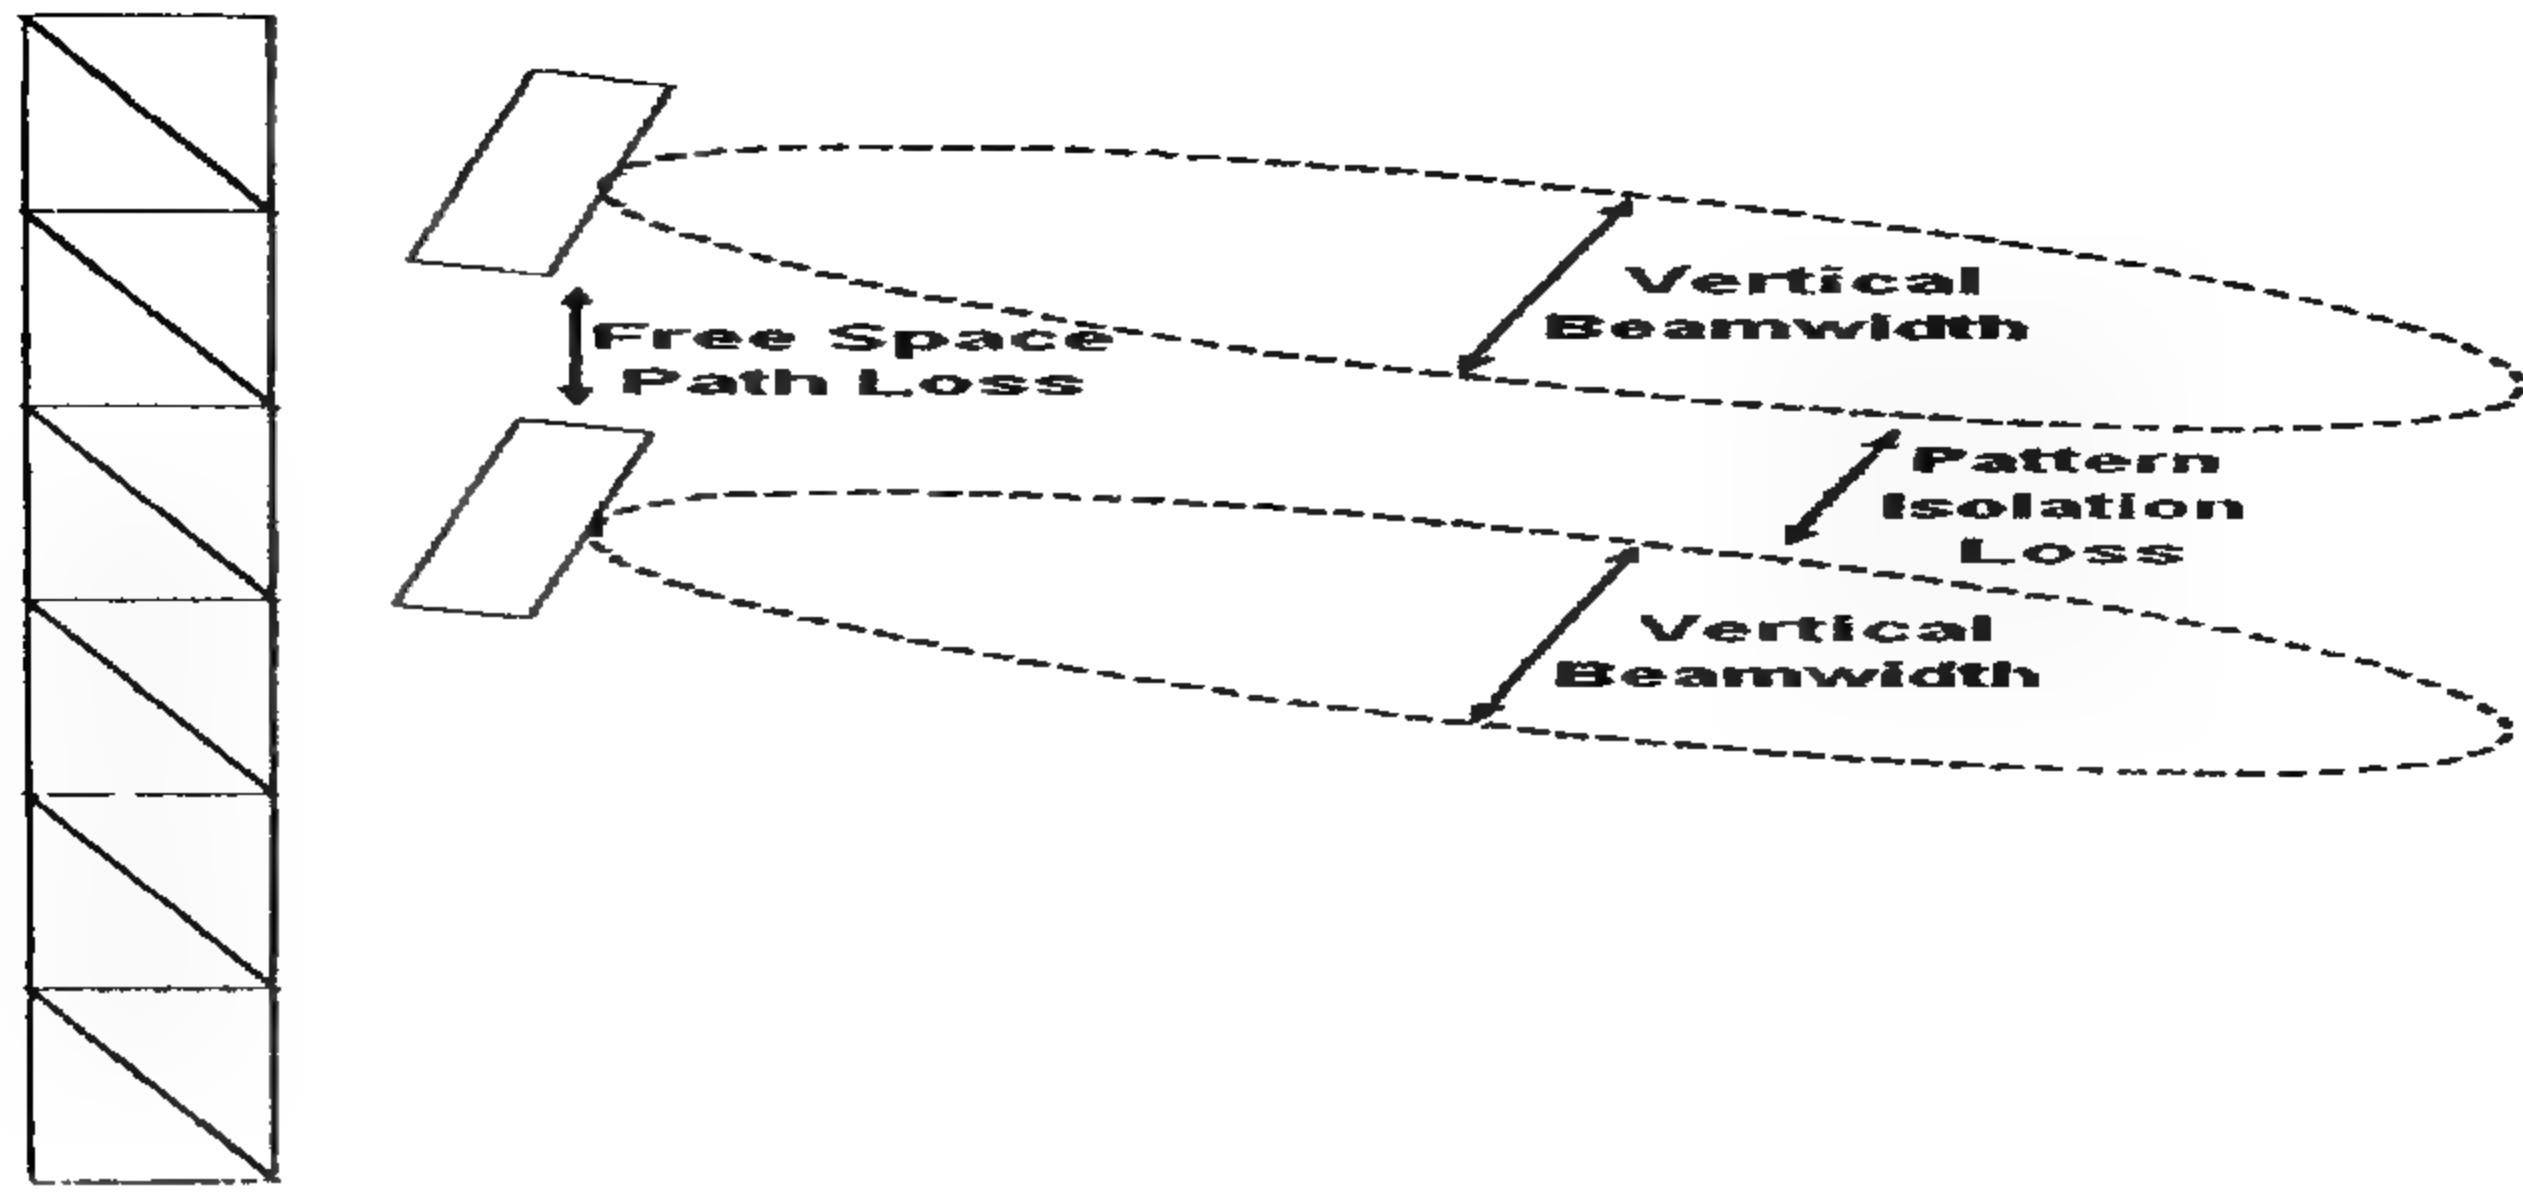 Vertical
Beamwidth
Free Space
Path Loss
Pattern
Isolation
Loss
Vertical
Beamwidth